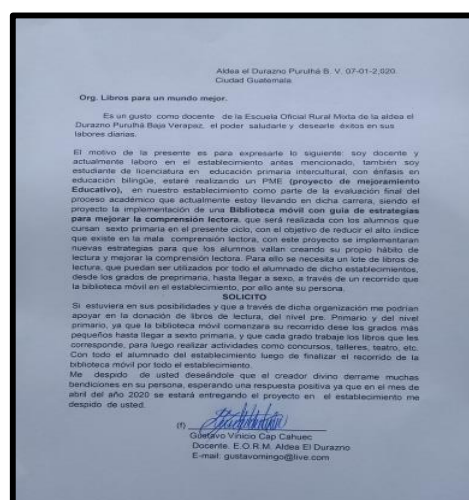 Aldea el Durazno Purulhá B. V. 07-01-2,020.
Ciudad Guatemala
Org. Libros para un mundo mejor.
Es un gusto como docente de la Escuela Oficial Rural Mixta de la aldea el
Durazno Purulhá Baja Verapaz, el poder saludarle y desearle éxitos en sus
labores diarias.
El motivo de la presente es para expresarle lo siguiente: soy docente y
actualmente laboro en el establecimiento antes mencionado, también soy
estudiante de licenciatura en educación primaria intercultural, con énfasis en
educación bilingüe, estaré realizando un PME (proyecto de mejoramiento
Educativo), en nuestro establecimiento como parte de la evaluación final del
proceso académico que actualmente estoy llevando en dicha carrera, siendo el
proyecto la implementación de una Biblioteca móvil con guía de estrategias
para mejorar la comprensión lectora, que será realizada con los alumnos que
cursan sexto primaria en el presente ciclo, con el objetivo de reducir el alto índice
que existe en la mala comprensión lectora, con este proyecto se implementaran
nuevas estrategias para que los alumnos vallan creando su propio hábito de
lectura y mejorar la comprensión lectora. Para ello se necesita un lote de libros de
lectura, que puedan ser utilizados por todo el alumnado de dicho establecimientos,
desde los grados de preprimaria, hasta llegar a sexo, a través de un recorrido que
la biblioteca móvil en el establecimiento, por ello ante su persona.
SOLICITO
Si estuviera en sus posibilidades y que a través de dicha organización me podrían
apoyar en la donación de libros de lectura, del nivel pre. Primario y del nivel
primario, ya que la biblioteca móvil comenzara su recorrido dese los grados más
pequeños hasta llegar a sexto primaria, y que cada grado trabaje los libros que les
corresponde, para luego realizar actividades como concursos, talleres, teatro, etc.
Con todo el alumnado del establecimiento luego de finalizar el recorrido de la
biblioteca móvil por todo el establecimiento.
Me despido de usted deseándole que el creador divino derrame muchas
bendiciones en su persona, esperando una respuesta positiva ya que en el mes de
abril del año 2020 se estará entregando el proyecto en el establecimiento me
despido de usted.
(f)
Gustavo Vinicio Cap Cahuec
Docente. E.O.R.M. Aldea El Durazno
E-mail: gustavomingo@live.com